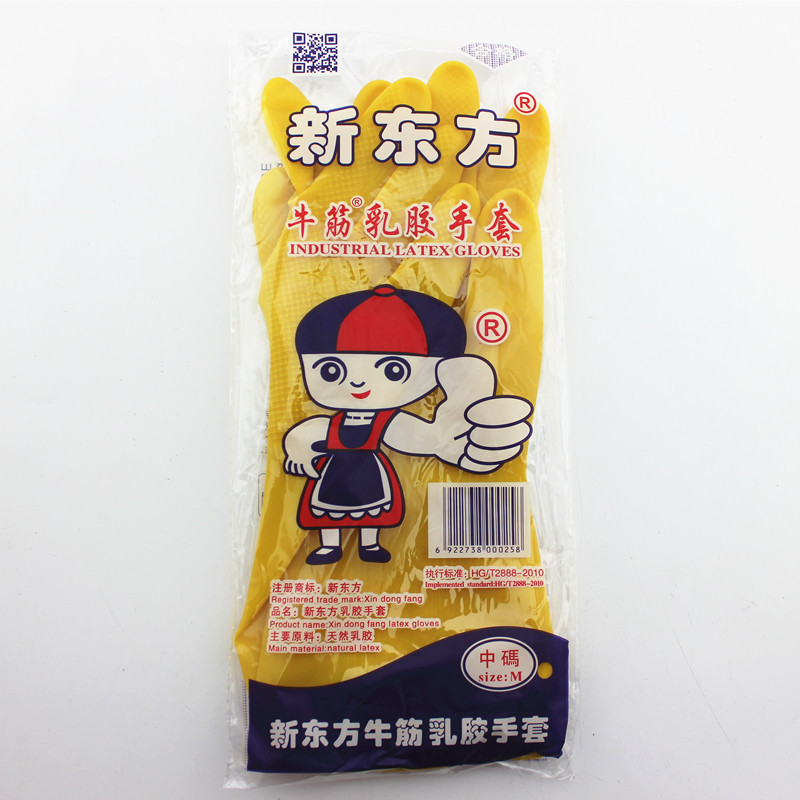 新东方®
牛筋®乳胶手套
INDUSTRIAL LATEX GLOVES
®
6 922738 000258
执行标准: HG/T2888-2010
Implemented standard:HG/T2888-2010
注册商标: 新东方
Registered trade mark:Xin dong fang
品名: 新东方乳胶手套
Product name:Xin dong fang latex gloves
主要原料: 天然乳胶
Main material:natural latex
中碼
size:M
新东方牛筋乳胶手套